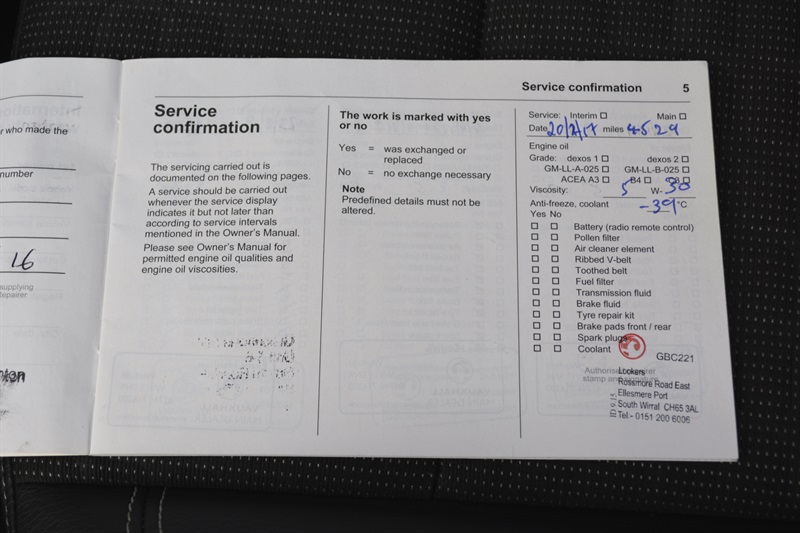 r who made the
number
16
supplying
Repairer
Service confirmation 5
Service
confirmation
The servicing carried out is
documented on the following pages.
A service should be carried out
whenever the service display
indicates it but not later than
according to service intervals
mentioned in the Owner's Manual.
Please see Owner's Manual for
permitted engine oil qualities and
engine oil viscosities.
The work is marked with yes
or no
Yes = was exchanged or
replaced
No = no exchange necessary
Note
Predefined details must not be
altered.
Service: Interim ☐ Main ☐
Date 20/2/17 miles 4529
Engine oil
Grade: dexos 1 ☐ dexos 2 ☐
GM-LL-A-025 ☐ GM-LL-B-025 ☐
ACEA A3 ☐ B4 ☐ ☐
Viscosity: 5 W- 30
Anti-freeze, coolant -39 °C
Yes No
☐ ☐ Battery (radio remote control)
☐ ☐ Pollen filter
☐ ☐ Air cleaner element
☐ ☐ Ribbed V-belt
☐ ☐ Toothed belt
☐ ☐ Fuel filter
☐ ☐ Transmission fluid
☐ ☐ Brake fluid
☐ ☐ Tyre repair kit
☐ ☐ Brake pads front / rear
☐ ☐ Spark plugs
☐ ☐ Coolant
GBC221
Authorised Repairer
stamp and signature
Lookers
Rossmore Road East
Ellesmere Port
South Wirral CH65 3AL
Tel:- 0151 200 6006